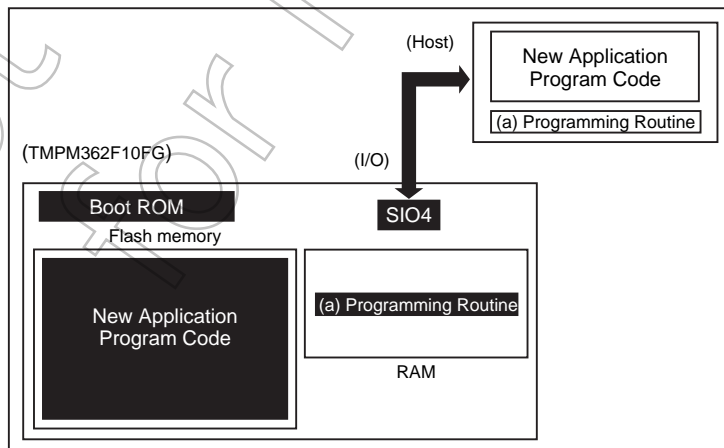 (Host)
New Application
Program Code
(a) Programming Routine
(I/O)
(TMPM362F10FG)
Boot ROM
SIO4
Flash memory
New Application
Program Code
(a) Programming Routine
RAM
for